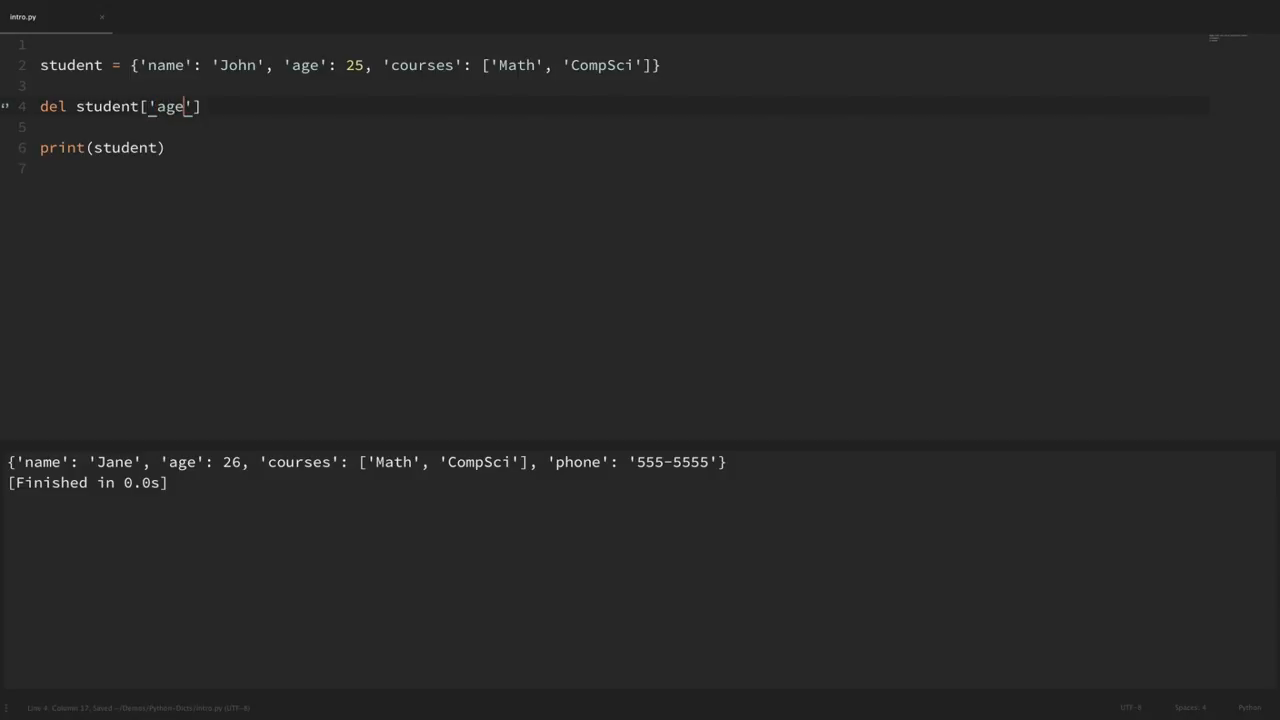 intro.py ×
1
2 student = {'name': 'John', 'age': 25, 'courses': ['Math', 'CompSci']}
3
4 del student['age']
5
6 print(student)
7
{'name': 'Jane', 'age': 26, 'courses': ['Math', 'CompSci'], 'phone': '555-5555'}
[Finished in 0.0s]
Line 4, Column 17, Saved ~/Demos/Python-Dicts/intro.py (UTF-8) UTF-8 Spaces: 4 Python